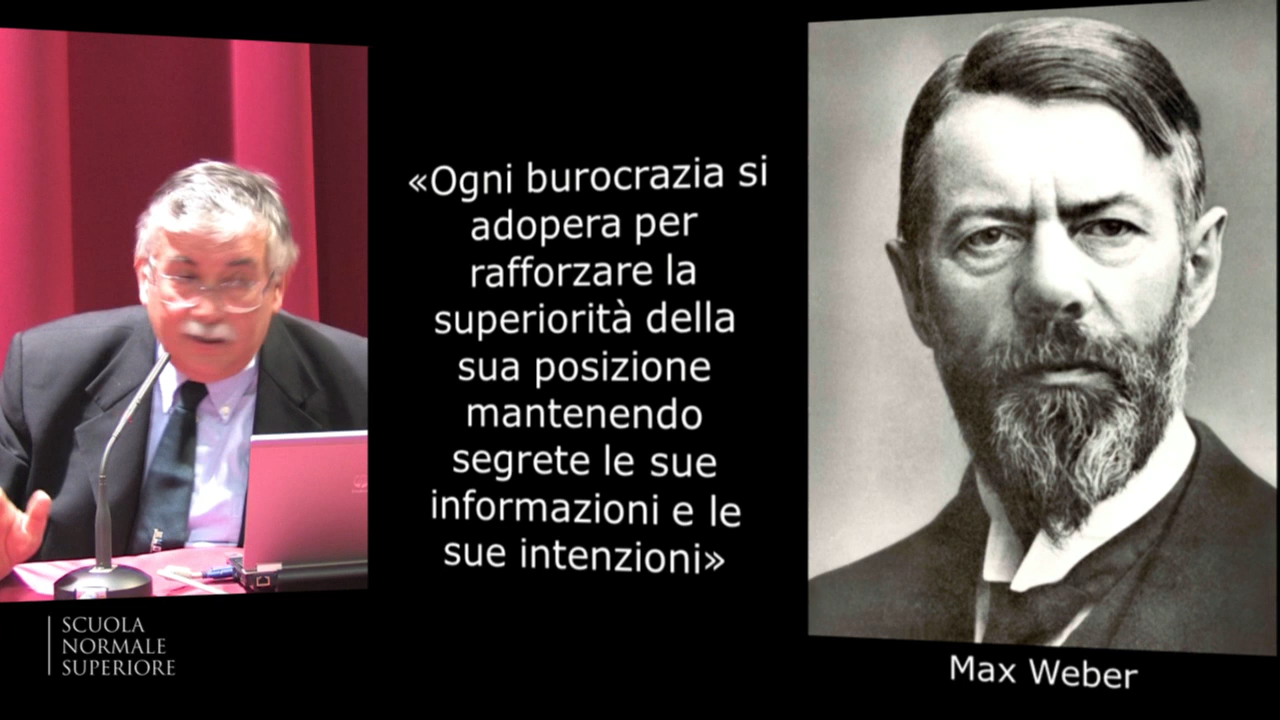 «Ogni burocrazia si
adopera per
rafforzare la
superiorità della
sua posizione
mantenendo
segrete le sue
informazioni e le
sue intenzioni»
SCUOLA
NORMALE
SUPERIORE
Max Weber